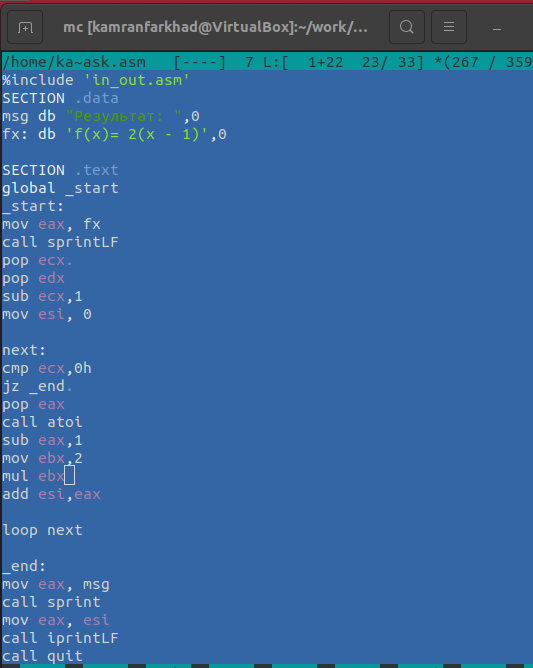 mc [kamranfarkhad@VirtualBox]:~/work/...
/home/ka~ask.asm [----] 7 L:[ 1+22 23/ 33] *(267 / 359
%include 'in_out.asm'
SECTION .data
msg db "Результат: ",0
fx: db 'f(x)= 2(x - 1)',0
SECTION .text
global _start
_start:
mov eax, fx
call sprintLF
pop ecx.
pop edx
sub ecx,1
mov esi, 0
next:
cmp ecx,0h
jz _end.
pop eax
call atoi
sub eax,1
mov ebx,2
mul ebx
add esi,eax
loop next
_end:
mov eax, msg
call sprint
mov eax, esi
call iprintLF
call quit